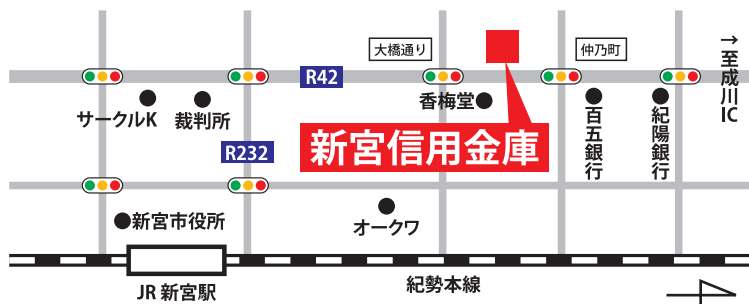 大橋通り
仲乃町
→至成川IC
R42
香梅堂
サークルK
裁判所
百五銀行
紀陽銀行
新宮信用金庫
R232
新宮市役所
オークワ
JR 新宮駅
紀勢本線